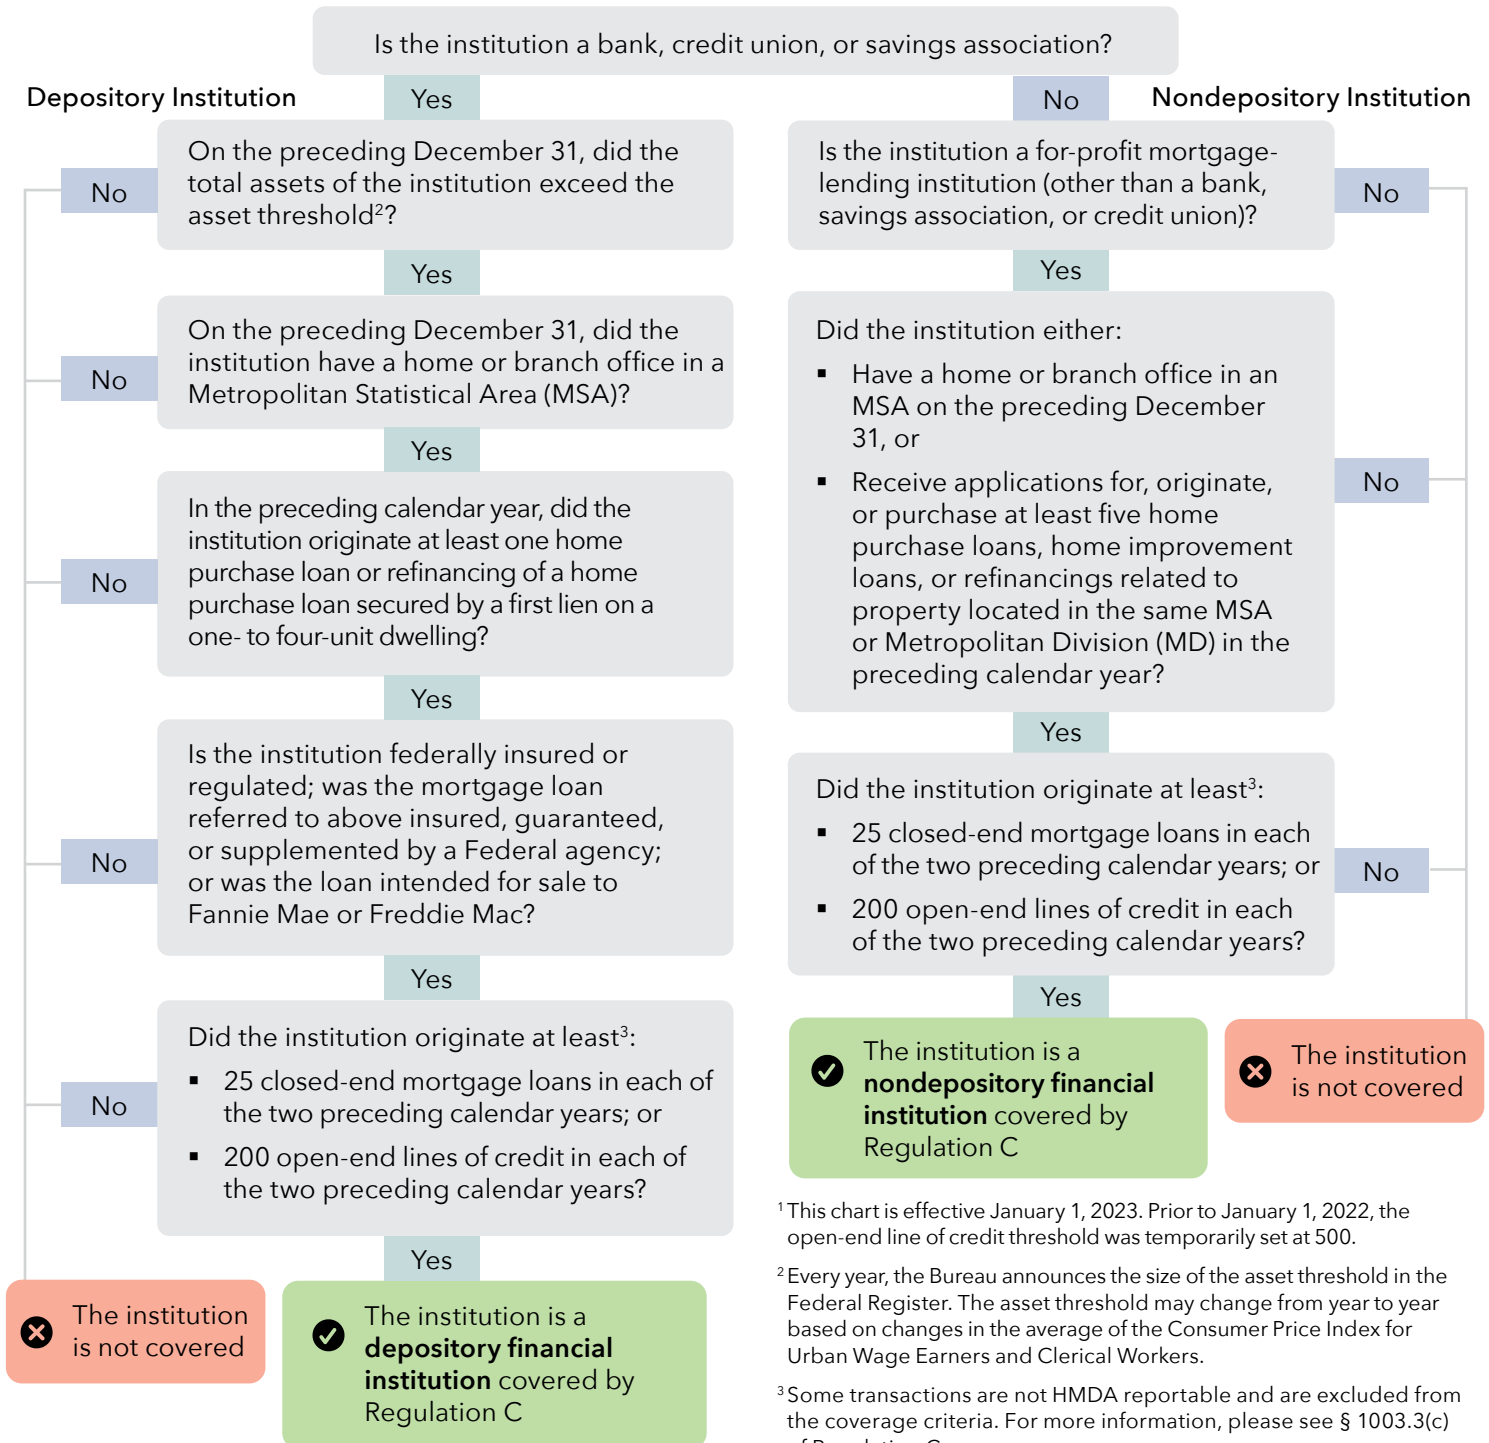 Is the institution a bank, credit union, or savings association?
Depository Institution
Yes
No
Nondepository Institution
On the preceding December 31, did the
total assets of the institution exceed the
asset threshold²?
No
Yes
On the preceding December 31, did the
institution have a home or branch office in a
Metropolitan Statistical Area (MSA)?
No
Yes
In the preceding calendar year, did the
institution originate at least one home
purchase loan or refinancing of a home
purchase loan secured by a first lien on a
one- to four-unit dwelling?
No
Yes
Is the institution federally insured or
regulated; was the mortgage loan
referred to above insured, guaranteed,
or supplemented by a Federal agency;
or was the loan intended for sale to
Fannie Mae or Freddie Mac?
No
Yes
Did the institution originate at least³:
▪ 25 closed-end mortgage loans in each of
the two preceding calendar years; or
▪ 200 open-end lines of credit in each of
the two preceding calendar years?
No
Yes
The institution
is not covered
The institution is a
depository financial
institution covered by
Regulation C
Is the institution a for-profit mortgage-
lending institution (other than a bank,
savings association, or credit union)?
No
Yes
Did the institution either:
▪ Have a home or branch office in an
MSA on the preceding December
31, or
▪ Receive applications for, originate,
or purchase at least five home
purchase loans, home improvement
loans, or refinancings related to
property located in the same MSA
or Metropolitan Division (MD) in the
preceding calendar year?
No
Yes
Did the institution originate at least³:
▪ 25 closed-end mortgage loans in each
of the two preceding calendar years; or
▪ 200 open-end lines of credit in each
of the two preceding calendar years?
No
Yes
The institution is a
nondepository financial
institution covered by
Regulation C
The institution
is not covered
¹ This chart is effective January 1, 2023. Prior to January 1, 2022, the
open-end line of credit threshold was temporarily set at 500.
² Every year, the Bureau announces the size of the asset threshold in the
Federal Register. The asset threshold may change from year to year
based on changes in the average of the Consumer Price Index for
Urban Wage Earners and Clerical Workers.
³ Some transactions are not HMDA reportable and are excluded from
the coverage criteria. For more information, please see § 1003.3(c)